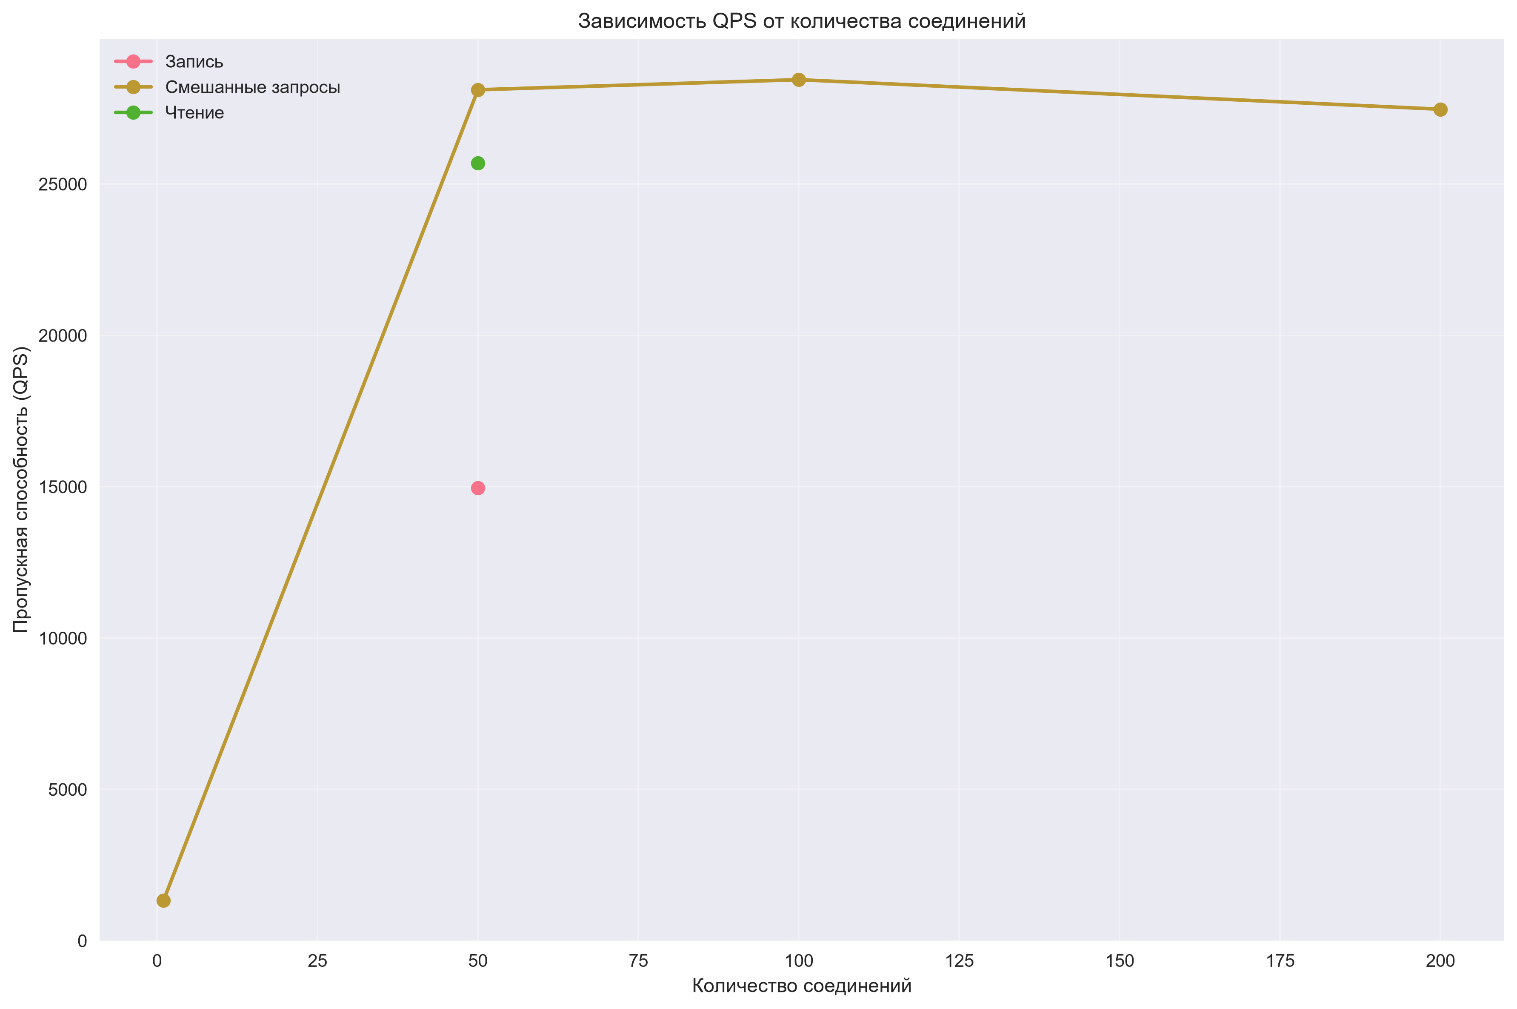 Зависимость QPS от количества соединений
Запись
Смешанные запросы
Чтение
Пропускная способность (QPS)
25000
20000
15000
10000
5000
0
0 25 50 75 100 125 150 175 200
Количество соединений